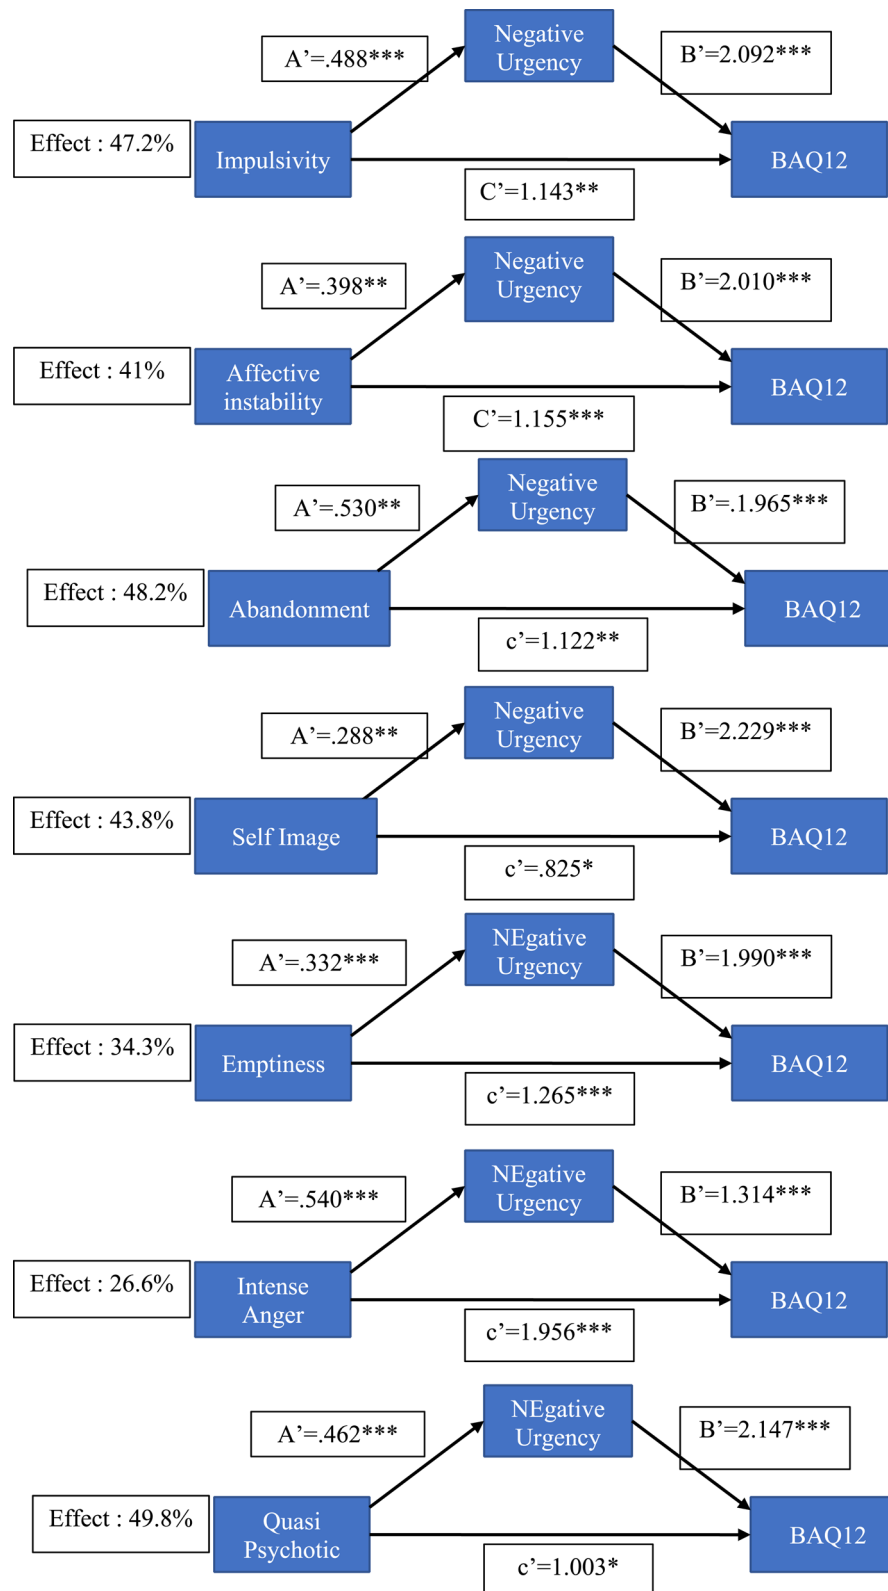 Negative
Urgency
A’=.488***
B’=2.092***
Effect : 47.2%
Impulsivity
BAQ12
C’=1.143**
Negative
Urgency
A’=.398**
B’=2.010***
Effect : 41%
Affective
instability
BAQ12
C’=1.155***
Negative
Urgency
A’=.530**
B’=.1.965***
Effect : 48.2%
Abandonment
BAQ12
c’=1.122**
Negative
Urgency
A’=.288**
B’=2.229***
Effect : 43.8%
Self Image
BAQ12
c’=.825*
NEgative
Urgency
A’=.332***
B’=1.990***
Effect : 34.3%
Emptiness
BAQ12
c’=1.265***
NEgative
Urgency
A’=.540***
B’=1.314***
Effect : 26.6%
Intense
Anger
BAQ12
c’=1.956***
NEgative
Urgency
A’=.462***
B’=2.147***
Effect : 49.8%
Quasi
Psychotic
BAQ12
c’=1.003*